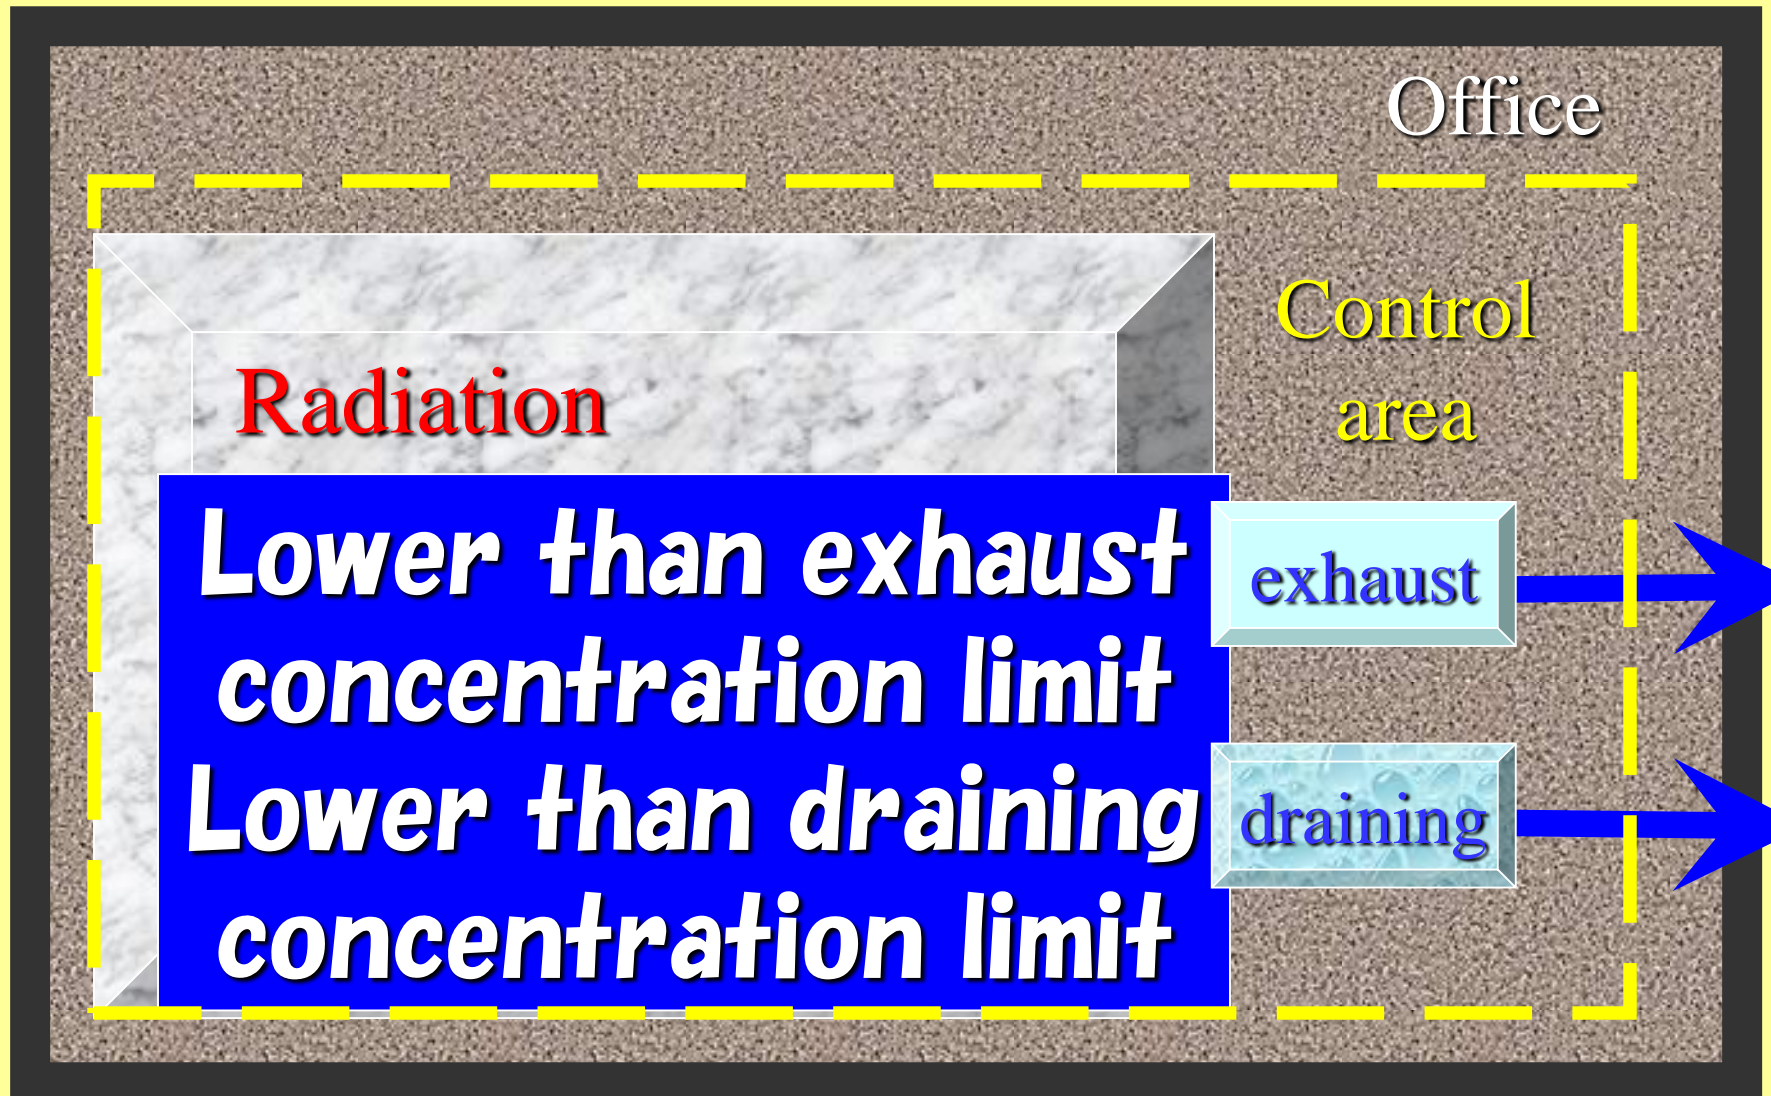 Office
Control
area
Radiation
Lower than exhaust
concentration limit
Lower than draining
concentration limit
exhaust
draining